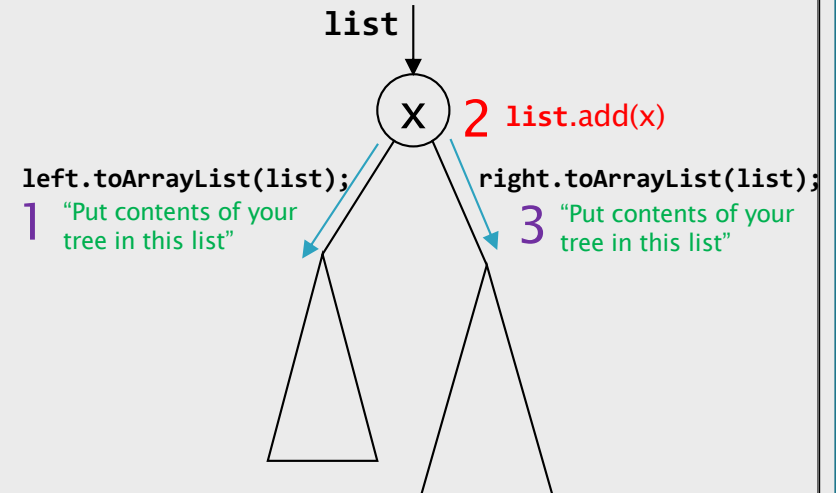 list
x
2 list.add(x)
left.toArrayList(list);
1 “Put contents of your
tree in this list”
right.toArrayList(list);
3 “Put contents of your
tree in this list”